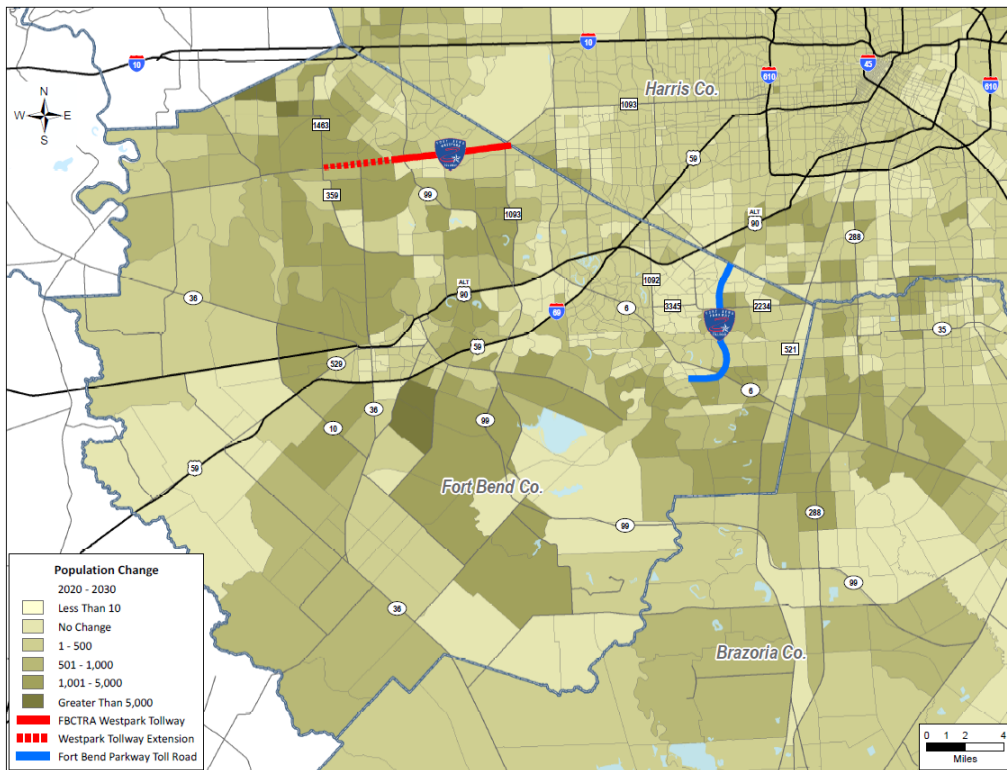 10
10
610
45
610
Harris Co.
1093
N
W E
S
1463
59
359
99
1093
ALT
90
288
36
ALT
90
1092
6
3345
2234
69
35
59
521
529
6
36
10
99
59
Fort Bend Co.
288
99
99
36
Brazoria Co.
Population Change
2020 - 2030
Less Than 10
No Change
1 - 500
501 - 1,000
1,001 - 5,000
Greater Than 5,000
FBCTRA Westpark Tollway
Westpark Tollway Extension
Fort Bend Parkway Toll Road
0 1 2 4
Miles